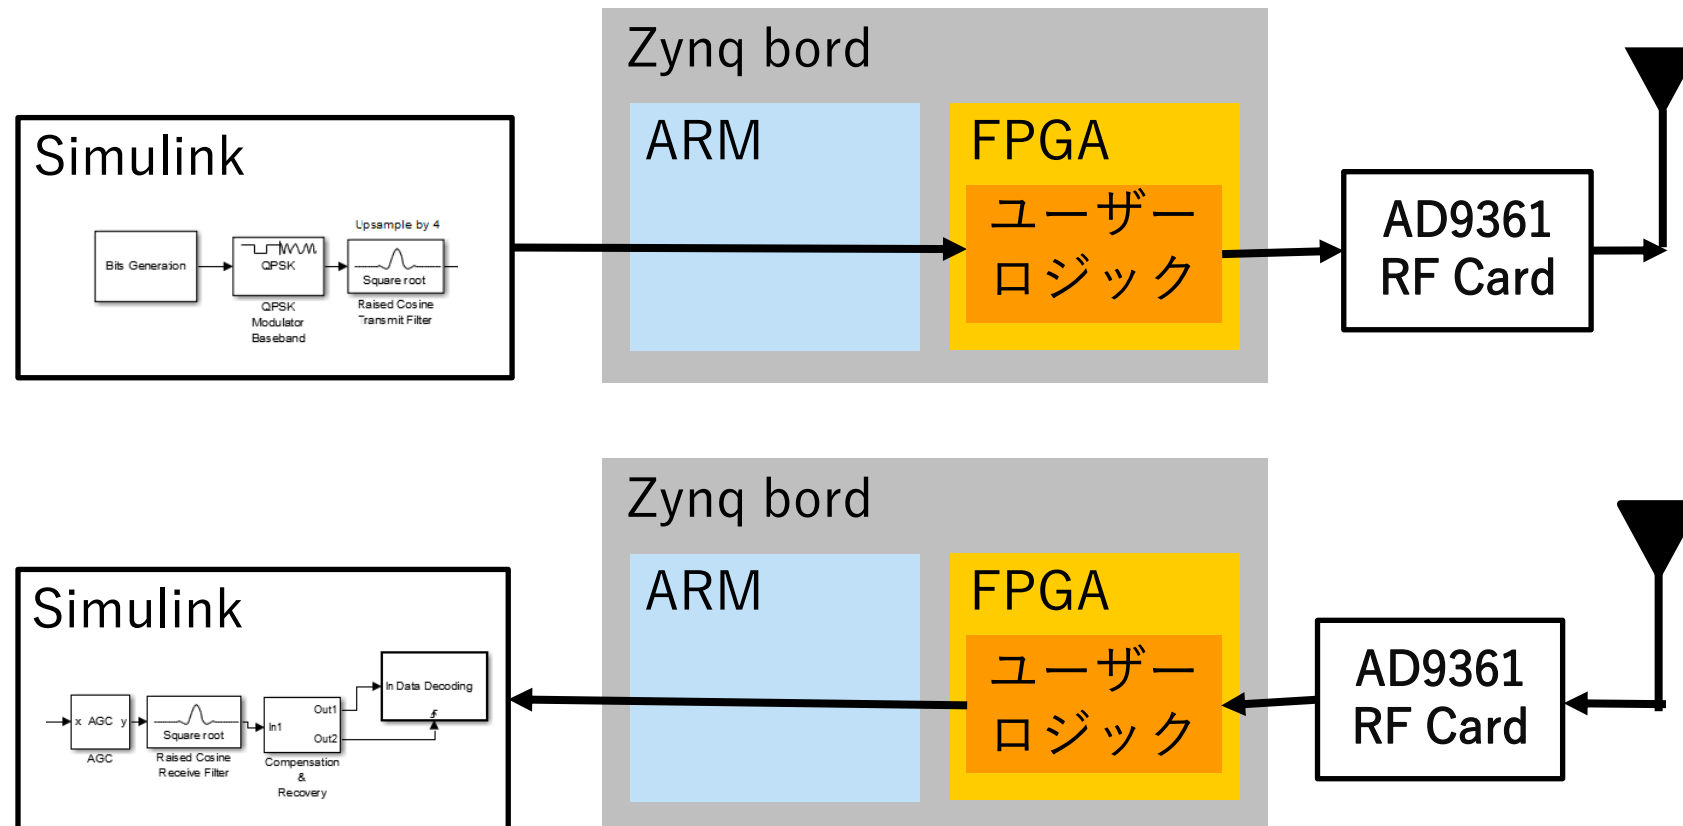 Zynq bord
Simulink
ARM
FPGA
ユーザー
ロジック
AD9361
RF Card
Upsample by 4
Bits Generation
QPSK
Square root
QPSK
Modulator
Baseband
Raised Cosine
Transmit Filter
Zynq bord
Simulink
ARM
FPGA
ユーザー
ロジック
AD9361
RF Card
x AGC y
AGC
Square root
Raised Cosine
Receive Filter
In1
Out1
Out2
Compensation
&
Recovery
In Data Decoding